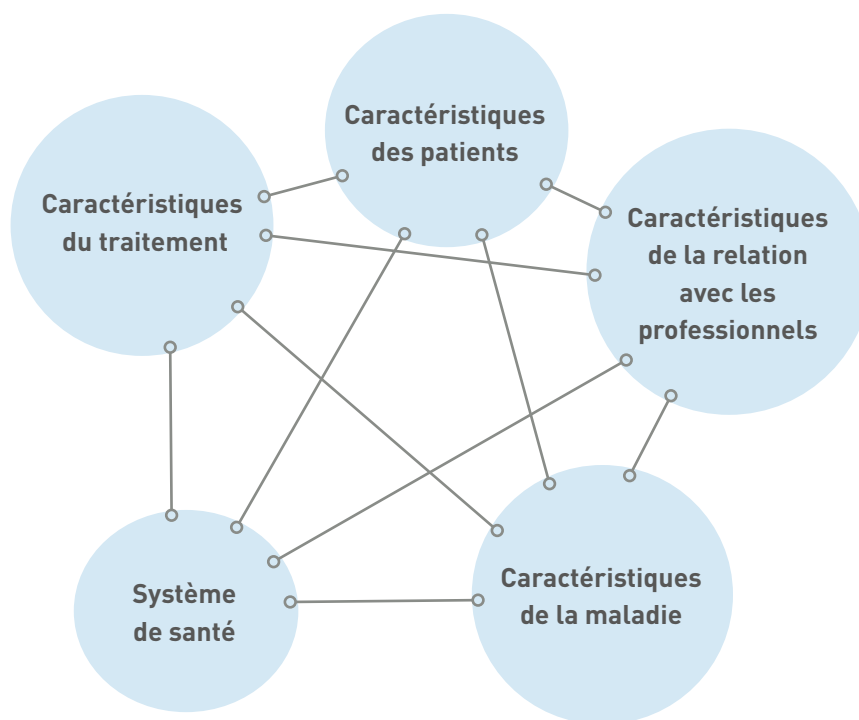 Caractéristiques
des patients
Caractéristiques
du traitement
Caractéristiques
de la relation
avec les
professionnels
Système
de santé
Caractéristiques
de la maladie